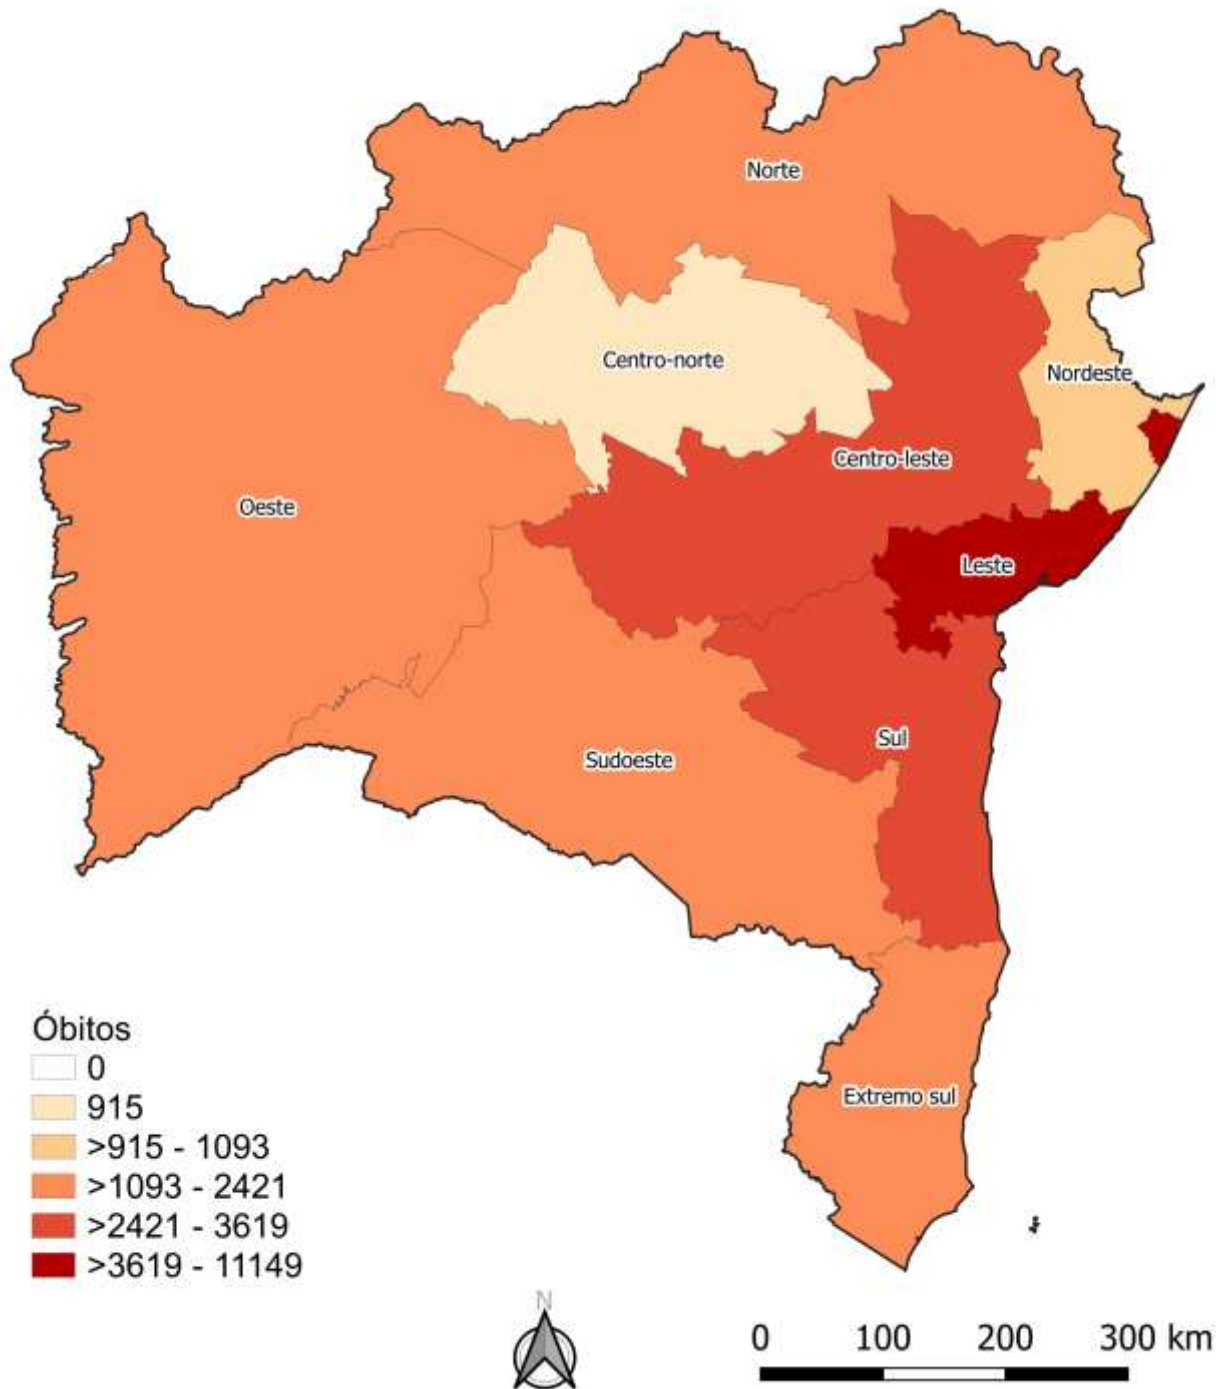 Norte
Centro-norte
Nordeste
Centro-leste
Oeste
Leste
Sul
Sudoeste
Extremo sul
Óbitos
0
915
>915 - 1093
>1093 - 2421
>2421 - 3619
>3619 - 11149
N
0 100 200 300 km